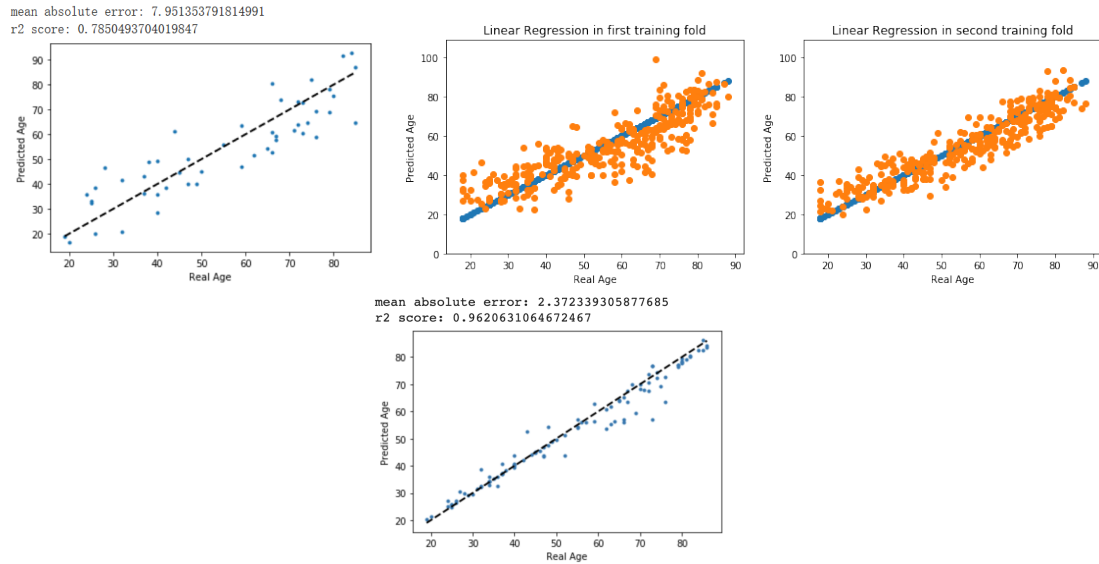 mean absolute error: 7.951353791814991
r2 score: 0.7850493704019847
90
80
70
60
50
40
30
20
Predicted Age
20 30 40 50 60 70 80
Real Age
Linear Regression in first training fold
100
80
60
40
20
0
Predicted Age
20 30 40 50 60 70 80 90
Real Age
Linear Regression in second training fold
100
80
60
40
20
0
Predicted Age
20 30 40 50 60 70 80 90
Real Age
mean absolute error: 2.372339305877685
r2 score: 0.9620631064672467
80
70
60
50
40
30
20
Predicted Age
20 30 40 50 60 70 80
Real Age